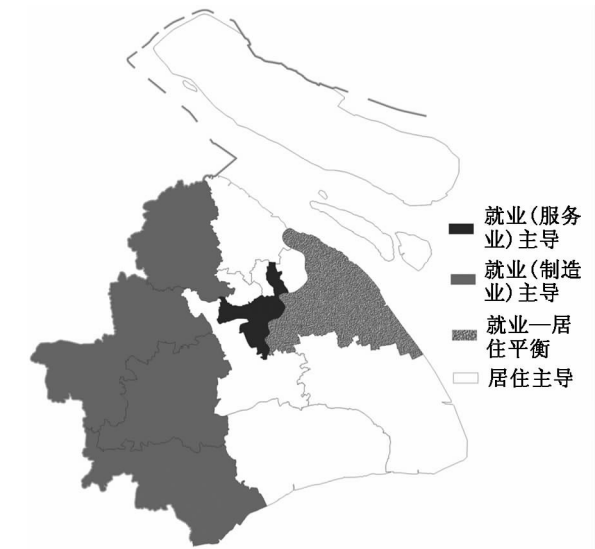 就业(服务
业)主导
就业(制造
业)主导
就业—居
住平衡
居住主导